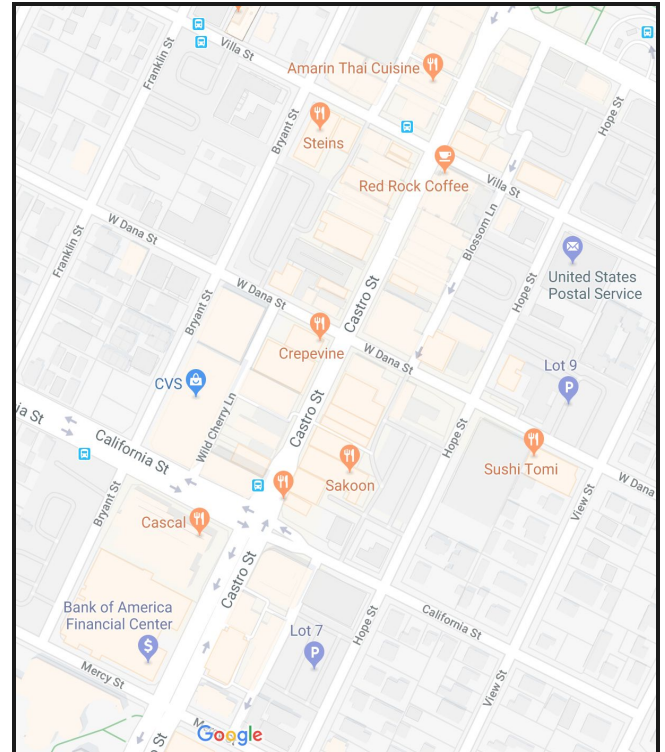 Franklin St
Villa St
Amarin Thai Cuisine
Hope St
Bryant St
Steins
Red Rock Coffee
Villa St
Blossom Ln
W Dana St
Franklin St
United States
Postal Service
Hope St
W Dana St
Castro St
Bryant St
Crepevine
W Dana St
Lot 9
CVS
Castro St
Wild Cherry Ln
ia St
California St
Hope St
Sushi Tomi
Sakoon
W Dana
View St
Bryant St
Cascal
Castro St
Bank of America
Financial Center
Lot 7
Hope St
California St
Mercy St
View St
o St
Google